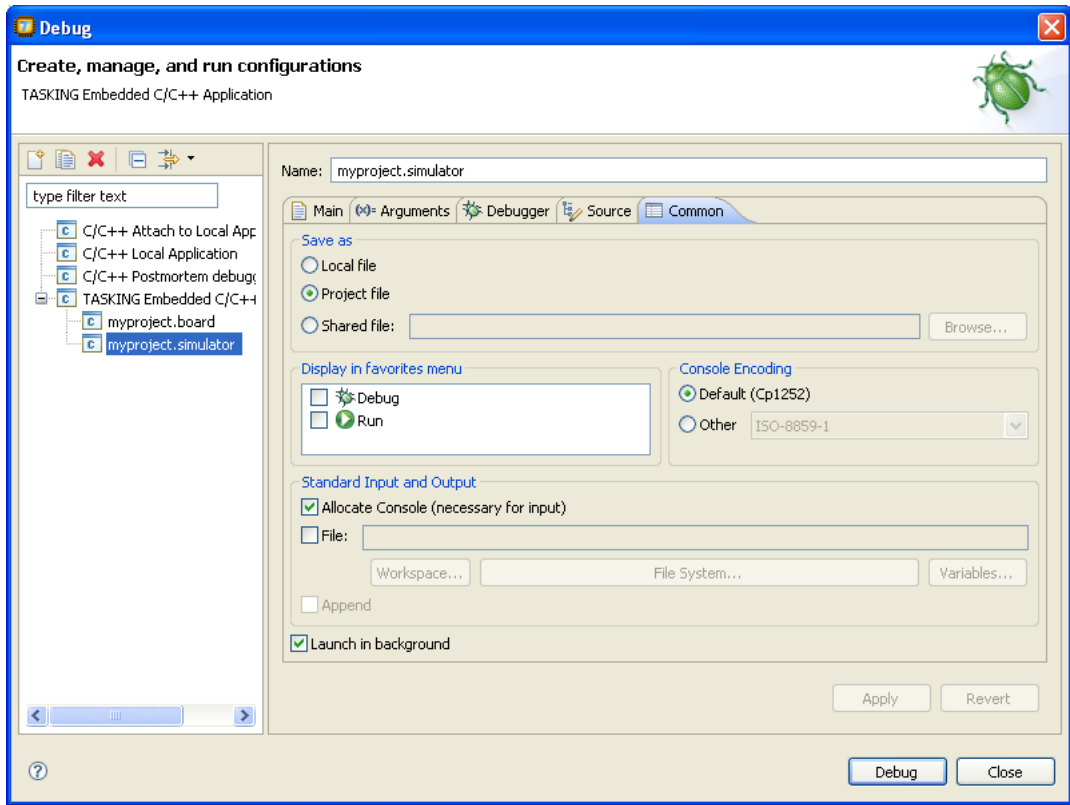 Debug
Create, manage, and run configurations
TASKING Embedded C/C++ Application
type filter text
C/C++ Attach to Local App
C/C++ Local Application
C/C++ Postmortem debugg
TASKING Embedded C/C++
myproject.board
myproject.simulator
Name: myproject.simulator
Main (x)= Arguments Debugger Source Common
Save as
Local file
Project file
Shared file: Browse...
Display in favorites menu
Debug
Run
Console Encoding
Default (Cp1252)
Other ISO-8859-1
Standard Input and Output
Allocate Console (necessary for input)
File:
Workspace... File System... Variables...
Append
Launch in background
Apply Revert
? Debug Close